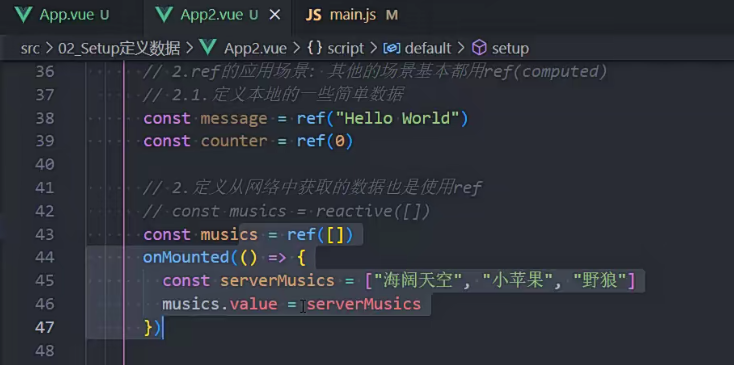 App.vue U App2.vue × JS main.js M
src > 02_Setup定义数据 > App2.vue > {} script > default > setup
36 // 2.ref的应用场景: 其他的场景基本都用ref(computed)
37 // 2.1.定义本地的一些简单数据
38 const message = ref("Hello World")
39 const counter = ref(0)
40
41 // 2.定义从网络中获取的数据也是使用ref
42 // const musics = reactive([])
43 const musics = ref([])
44 onMounted(() => {
45 const serverMusics = ["海阔天空", "小苹果", "野狼"]
46 musics.value = serverMusics
47 })
48